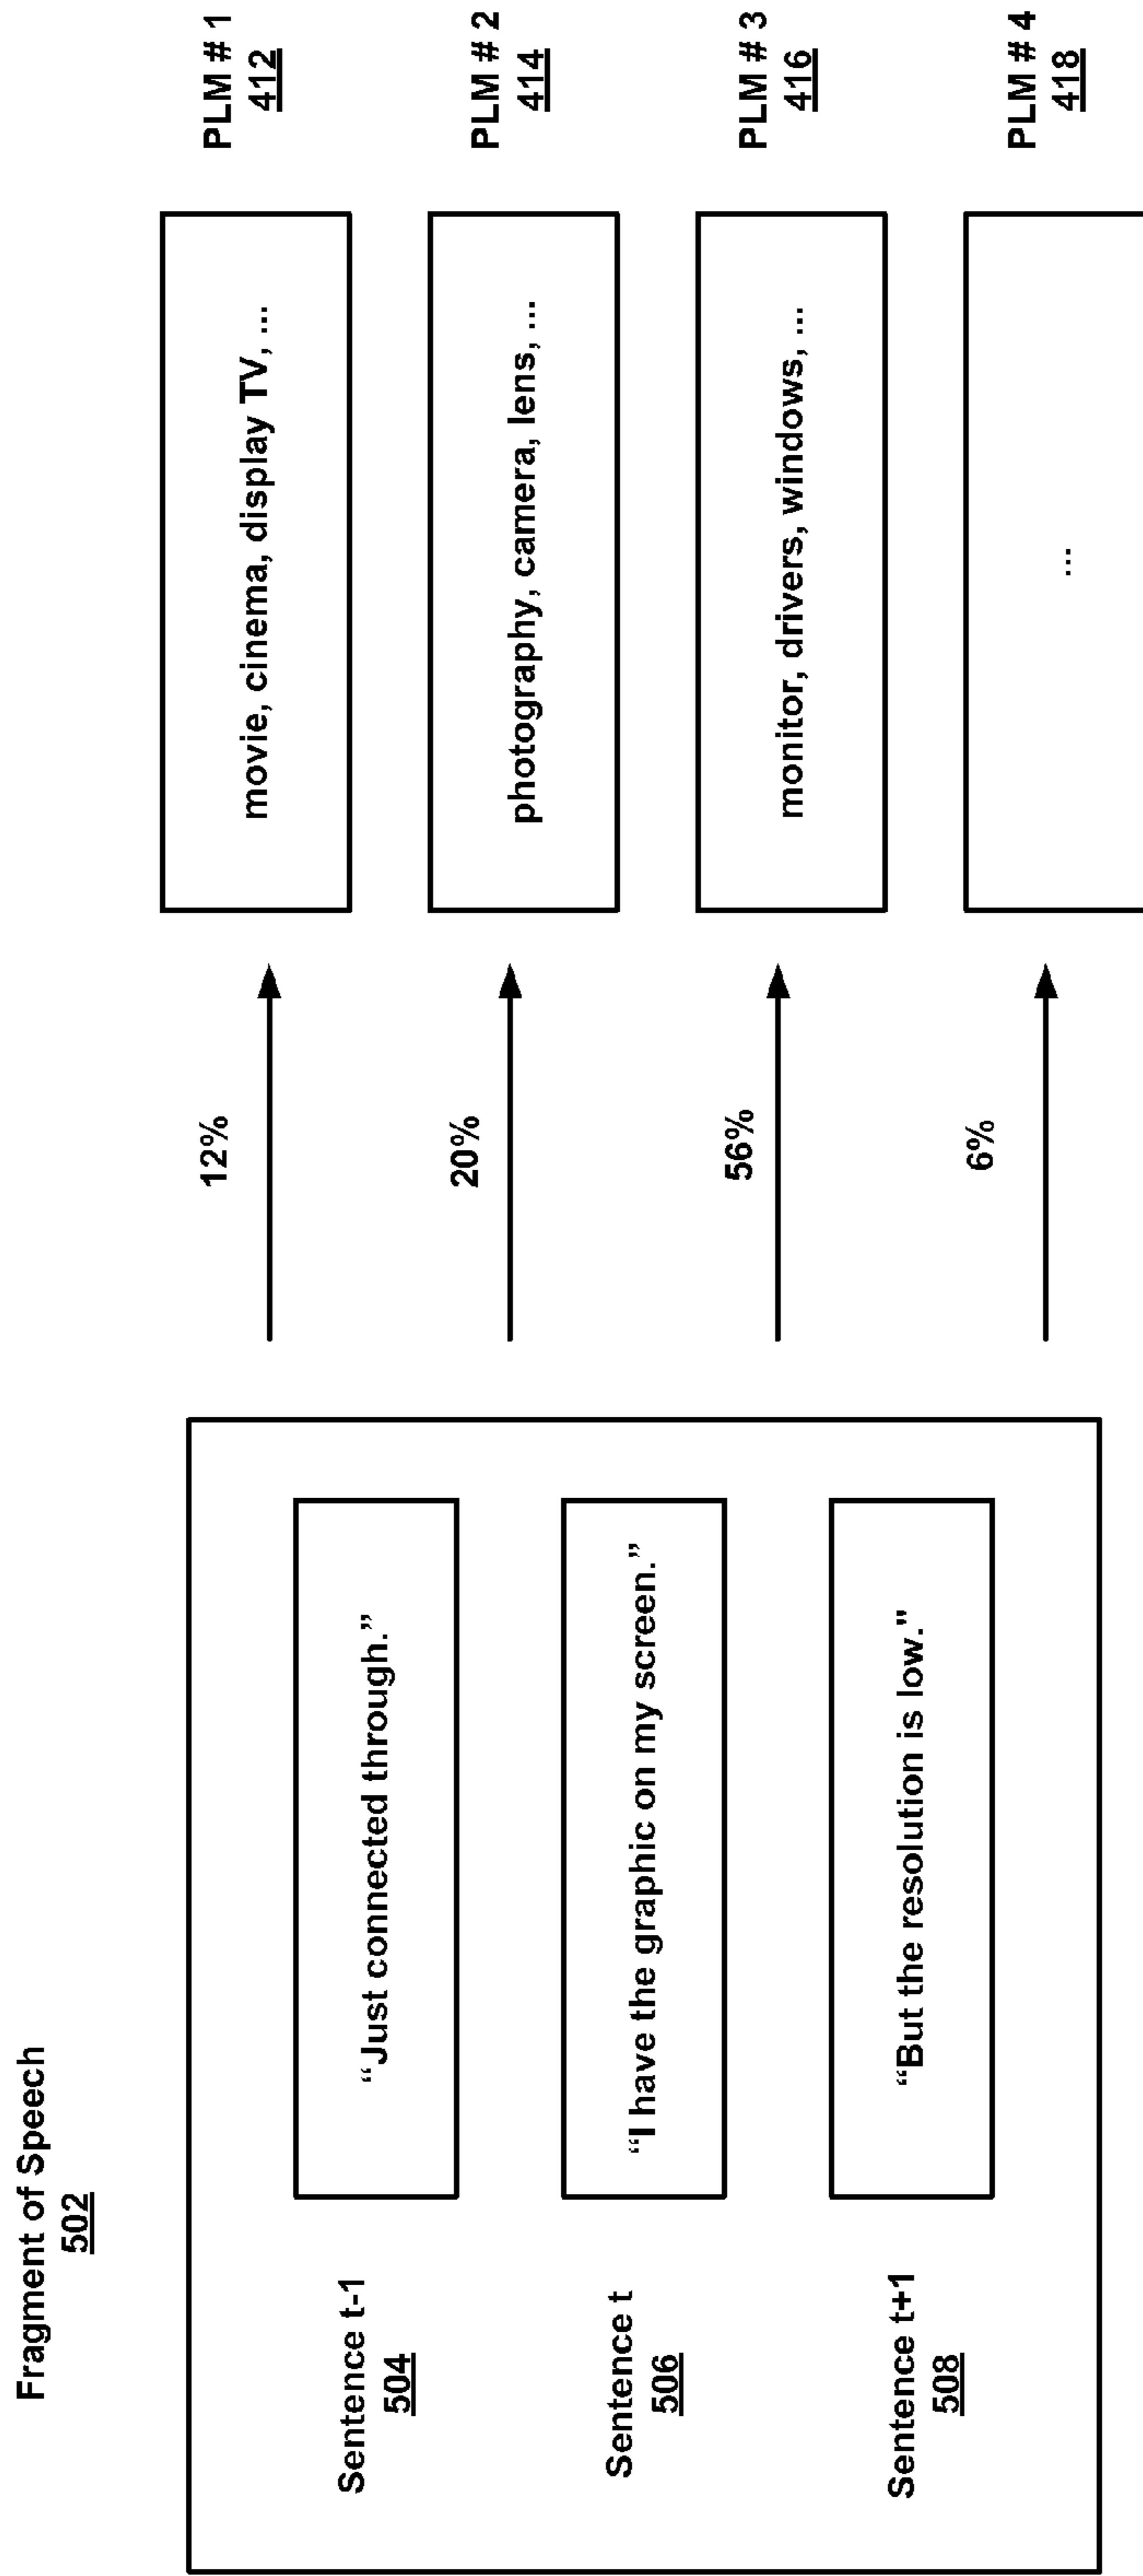 Fragment of Speech
502
Sentence t-1
504
“Just connected through.”
Sentence t
506
“I have the graphic on my screen.”
Sentence t+1
508
“But the resolution is low."
12%
20%
56%
6%
movie, cinema, display TV, ...
PLM # 1
412
photography, camera, lens, ...
PLM # 2
414
monitor, drivers, windows, ...
PLM # 3
416
...
PLM # 4
418